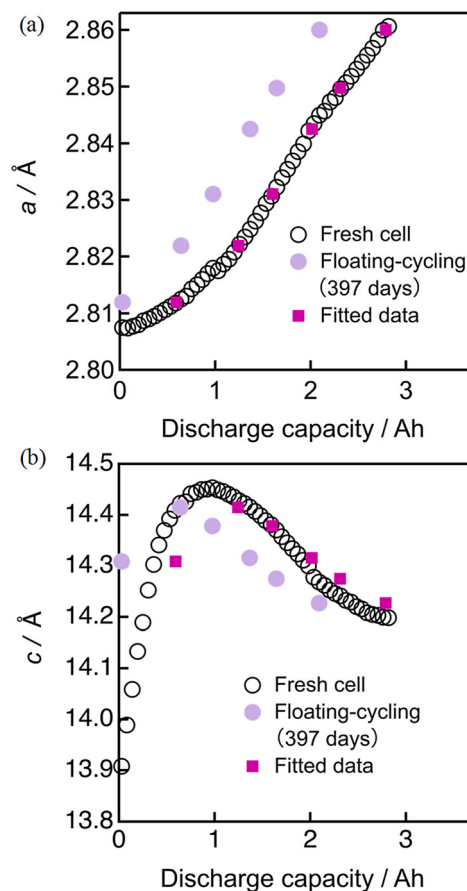 (a)
2.86
2.85
2.84
2.83
2.82
2.81
2.80
a / Å
Fresh cell
Floating-cycling
(397 days)
Fitted data
0 1 2 3
Discharge capacity / Ah
(b)
14.5
14.4
14.3
14.2
14.1
14.0
13.9
13.8
c / Å
Fresh cell
Floating-cycling
(397 days)
Fitted data
0 1 2 3
Discharge capacity / Ah